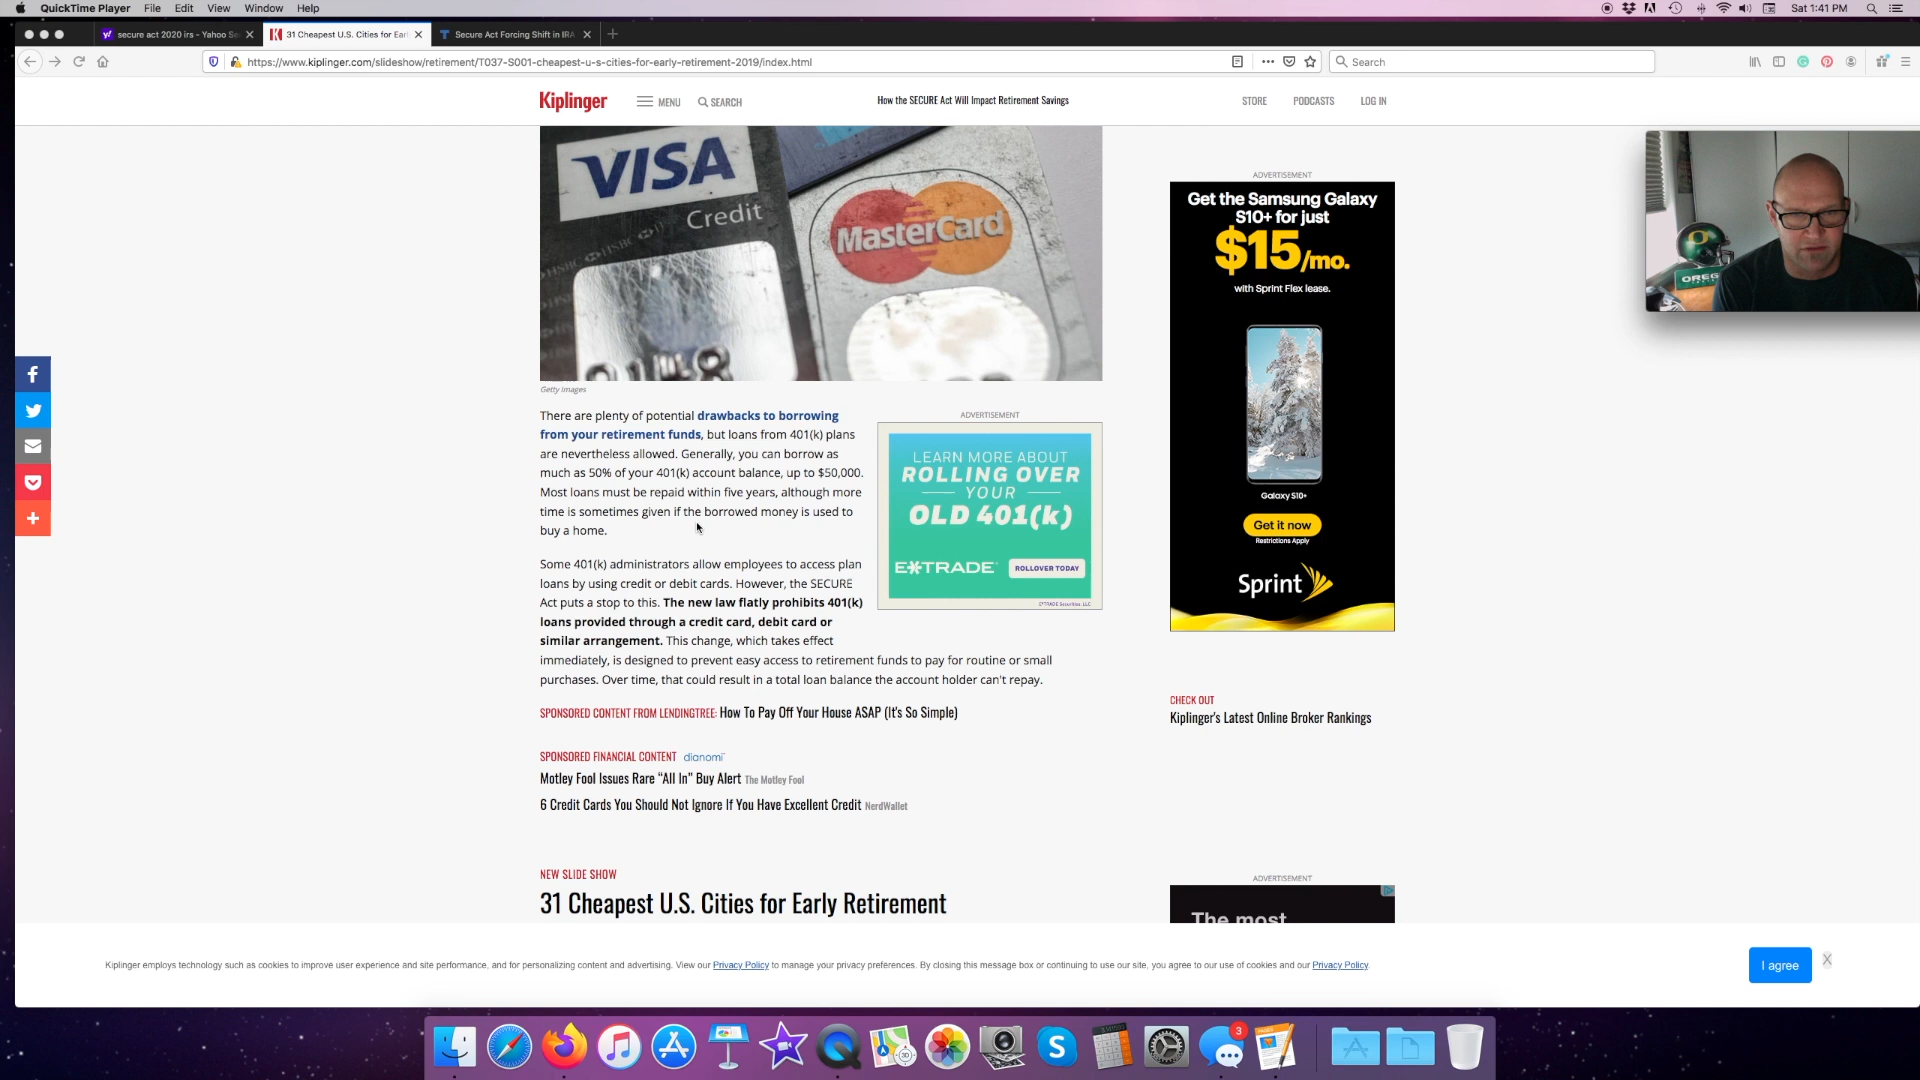 QuickTime Player File Edit View Window Help
Sat 1:41 PM
secure act 2020 irs - Yahoo Se
31 Cheapest U.S. Cities for Earl
Secure Act Forcing Shift in IRA
https://www.kiplinger.com/slideshow/retirement/T037-S001-cheapest-u-s-cities-for-early-retirement-2019/index.html
Search
Kiplinger
MENU
SEARCH
How the SECURE Act Will Impact Retirement Savings
STORE
PODCASTS
LOG IN
VISA
Credit
MasterCard
Getty Images
There are plenty of potential drawbacks to borrowing
from your retirement funds, but loans from 401(k) plans
are nevertheless allowed. Generally, you can borrow as
much as 50% of your 401(k) account balance, up to $50,000.
Most loans must be repaid within five years, although more
time is sometimes given if the borrowed money is used to
buy a home.
ADVERTISEMENT
LEARN MORE ABOUT
ROLLING OVER
YOUR
OLD 401(k)
E*TRADE
ROLLOVER TODAY
E*TRADE Securities, LLC
Some 401(k) administrators allow employees to access plan
loans by using credit or debit cards. However, the SECURE
Act puts a stop to this. The new law flatly prohibits 401(k)
loans provided through a credit card, debit card or
similar arrangement. This change, which takes effect
immediately, is designed to prevent easy access to retirement funds to pay for routine or small
purchases. Over time, that could result in a total loan balance the account holder can't repay.
SPONSORED CONTENT FROM LENDINGTREE: How To Pay Off Your House ASAP (It's So Simple)
SPONSORED FINANCIAL CONTENT dianomi
Motley Fool Issues Rare “All In” Buy Alert The Motley Fool
6 Credit Cards You Should Not Ignore If You Have Excellent Credit NerdWallet
NEW SLIDE SHOW
31 Cheapest U.S. Cities for Early Retirement
ADVERTISEMENT
Get the Samsung Galaxy
S10+ for just
$15/mo.
with Sprint Flex lease.
Galaxy S10+
Get it now
Restrictions Apply
Sprint
CHECK OUT
Kiplinger's Latest Online Broker Rankings
ADVERTISEMENT
The most
OREG
Kiplinger employs technology such as cookies to improve user experience and site performance, and for personalizing content and advertising. View our Privacy Policy to manage your privacy preferences. By closing this message box or continuing to use our site, you agree to our use of cookies and our Privacy Policy.
I agree
X
3